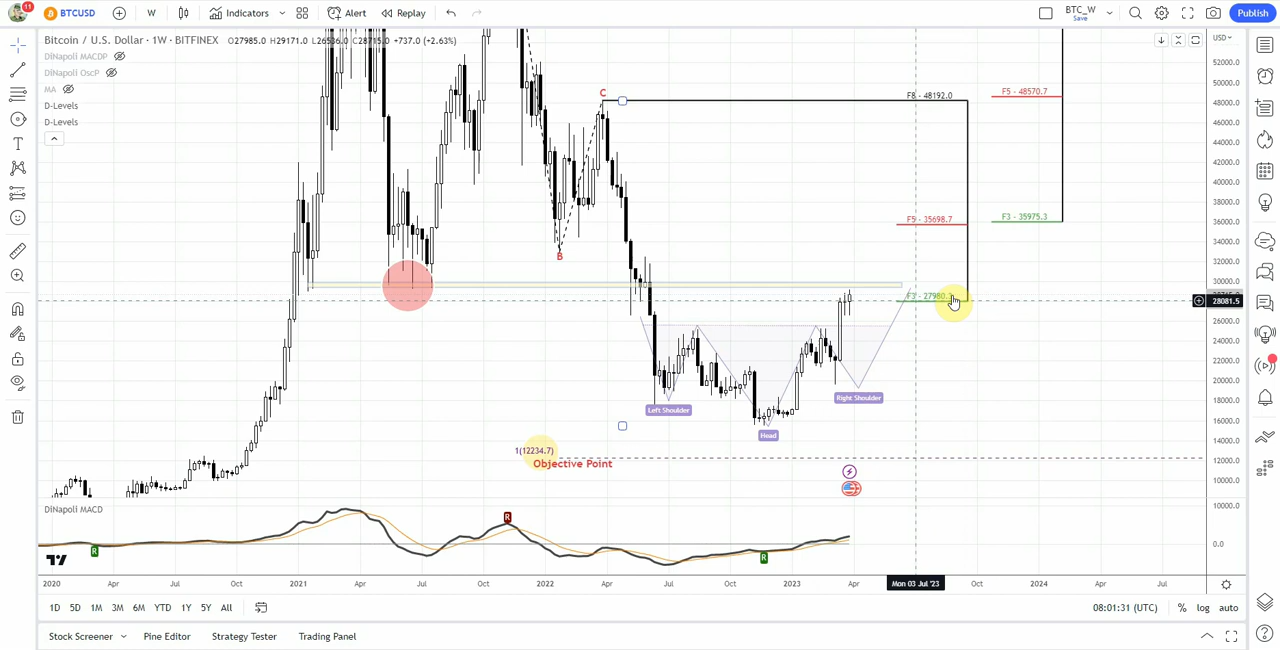 11
BTCUSD
W
Indicators
Alert
Replay
BTC_W
Save
Publish
Bitcoin / U.S. Dollar · 1W · BITFINEX O27985.0 H29171.0 L26536.0 C28715.0 +737.0 (+2.63%)
USD
DiNapoli MACDP
DiNapoli OscP
MA
D-Levels
D-Levels
52000.0
50000.0
48000.0
46000.0
44000.0
42000.0
40000.0
38000.0
36000.0
34000.0
32000.0
30000.0
28081.5
26000.0
24000.0
22000.0
20000.0
18000.0
16000.0
14000.0
12000.0
10000.0
C
B
F8 - 48192.0
F5 - 48570.7
F5 - 35698.7
F3 - 35975.3
Left Shoulder
Head
Right Shoulder
1(12234.7)
Objective Point
DiNapoli MACD
10000.0
0.0
R
R
R
2020 Apr Jul Oct 2021 Apr Jul Oct 2022 Apr Jul Oct 2023 Apr Mon 03 Jul '23 Oct 2024 Apr Jul
1D 5D 1M 3M 6M YTD 1Y 5Y All
08:01:31 (UTC) % log auto
Stock Screener Pine Editor Strategy Tester Trading Panel